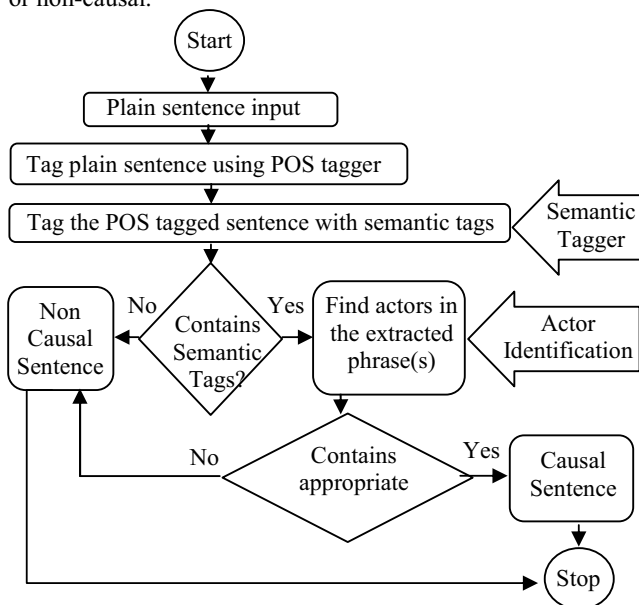 or non-causal.
Start
Plain sentence input
Tag plain sentence using POS tagger
Tag the POS tagged sentence with semantic tags
Semantic
Tagger
Non
Causal
Sentence
No
Contains
Semantic
Tags?
Yes
Find actors in
the extracted
phrase(s)
Actor
Identification
No
Contains
appropriate
Yes
Causal
Sentence
Stop